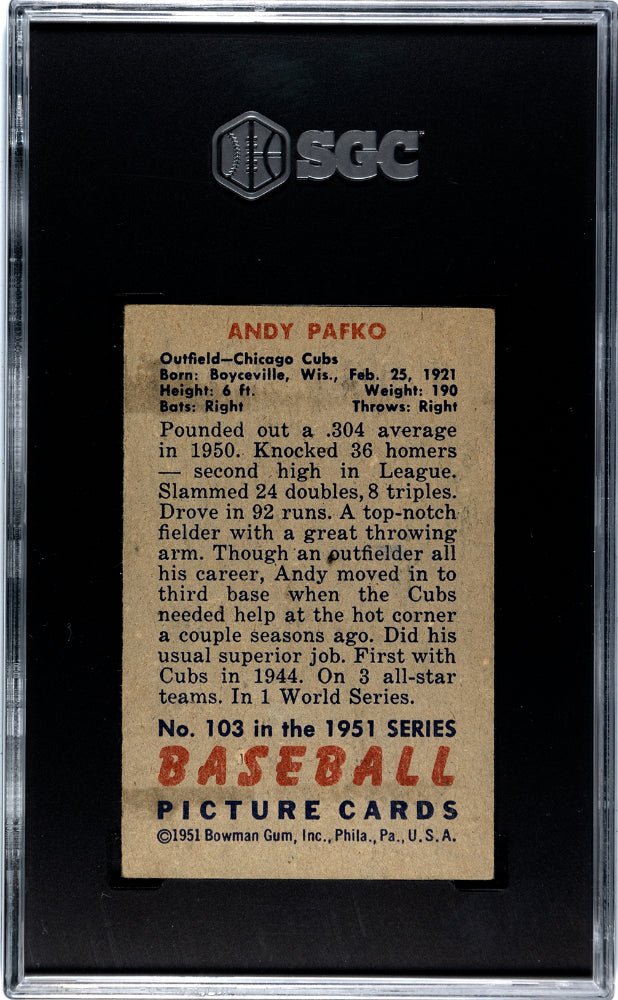 SGC
ANDY PAFKO
Outfield—Chicago Cubs
Born: Boyceville, Wis., Feb. 25, 1921
Height: 6 ft. Weight: 190
Bats: Right Throws: Right
Pounded out a .304 average
in 1950. Knocked 36 homers
— second high in League.
Slammed 24 doubles, 8 triples.
Drove in 92 runs. A top-notch
fielder with a great throwing
arm. Though an outfielder all
his career, Andy moved in to
third base when the Cubs
needed help at the hot corner
a couple seasons ago. Did his
usual superior job. First with
Cubs in 1944. On 3 all-star
teams. In 1 World Series.
No. 103 in the 1951 SERIES
BASEBALL
PICTURE CARDS
©1951 Bowman Gum, Inc., Phila., Pa., U.S.A.